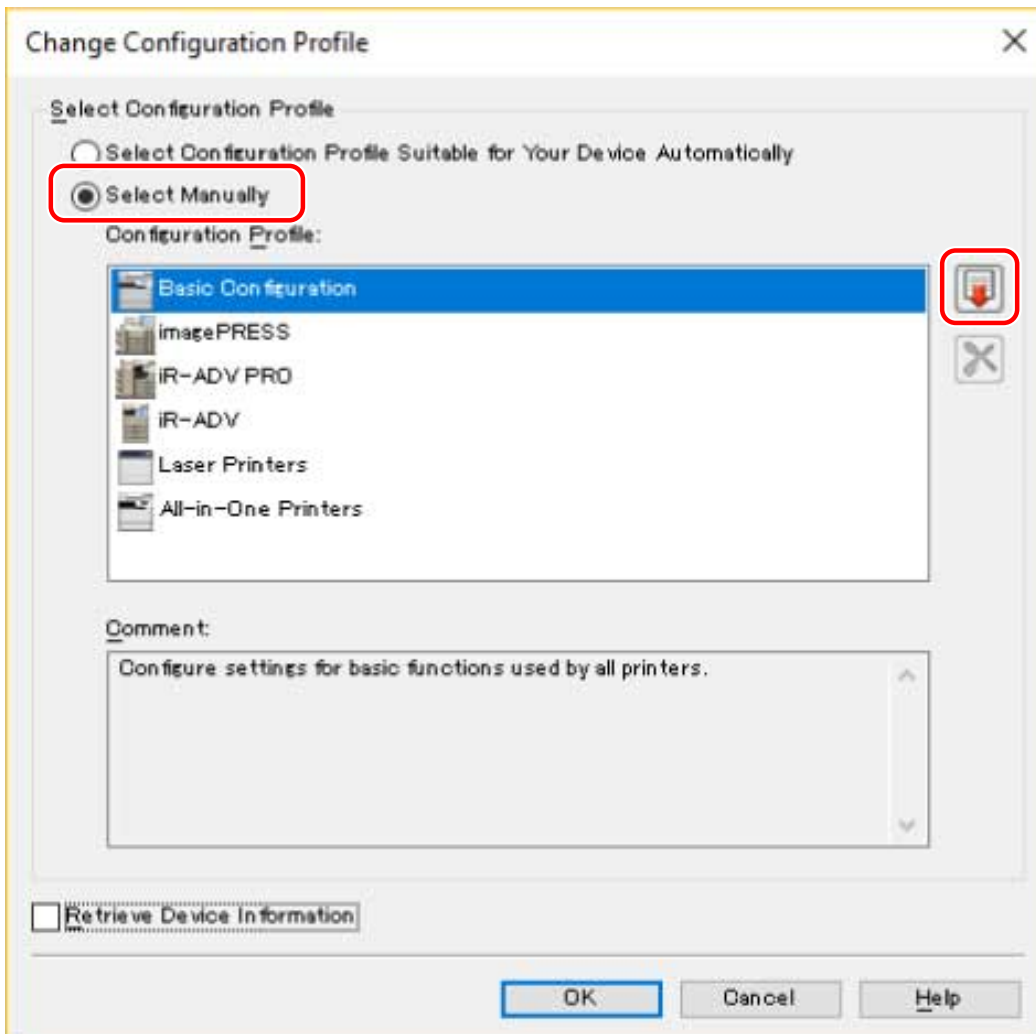 Change Configuration Profile
Select Configuration Profile
Select Configuration Profile Suitable for Your Device Automatically
Select Manually
Configuration Profile:
Basic Configuration
imagePRESS
iR-ADV PRO
iR-ADV
Laser Printers
All-in-One Printers
Comment:
Configure settings for basic functions used by all printers.
Retrieve Device Information
OK
Cancel
Help